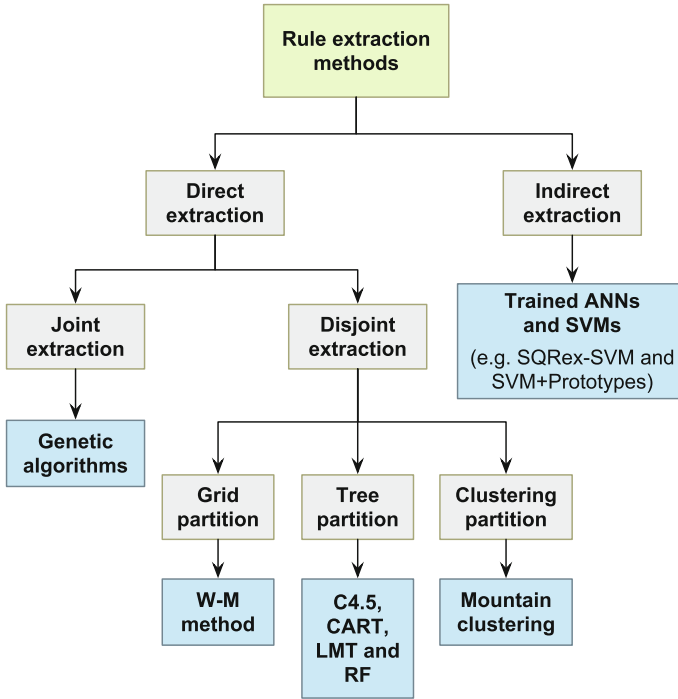 Rule extraction
methods
Direct
extraction
Indirect
extraction
Joint
extraction
Disjoint
extraction
Trained ANNs
and SVMs
(e.g. SQRex-SVM and
SVM+Prototypes)
Genetic
algorithms
Grid
partition
Tree
partition
Clustering
partition
W-M
method
C4.5,
CART,
LMT and
RF
Mountain
clustering